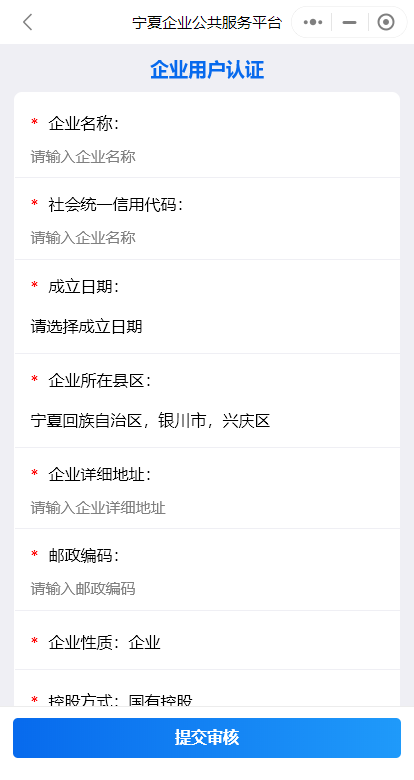 宁夏企业公共服务平台
企业用户认证
* 企业名称：
请输入企业名称
* 社会统一信用代码：
请输入企业名称
* 成立日期：
请选择成立日期
* 企业所在县区：
宁夏回族自治区，银川市，兴庆区
* 企业详细地址：
请输入企业详细地址
* 邮政编码：
请输入邮政编码
* 企业性质：企业
* 控股方式：国有控股
提交审核